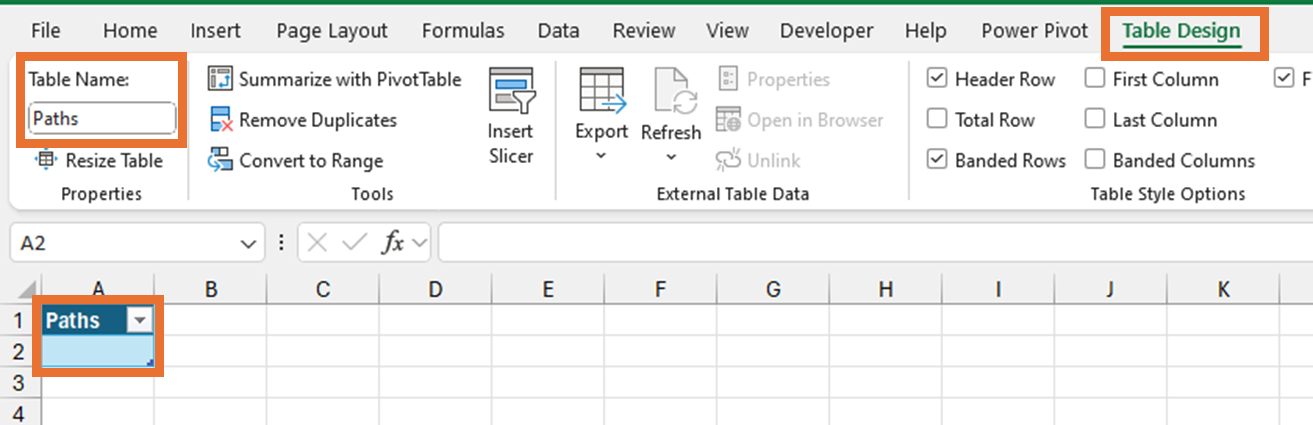 File Home Insert Page Layout Formulas Data Review View Developer Help Power Pivot Table Design
Table Name:
Paths
Resize Table
Properties
Summarize with PivotTable
Remove Duplicates
Convert to Range
Insert
Slicer
Tools
Export
Refresh
Properties
Open in Browser
Unlink
External Table Data
Header Row
Total Row
Banded Rows
First Column
Last Column
Banded Columns
F
Table Style Options
A2
fx
A B C D E F G H I J K
1 Paths
2
3
4